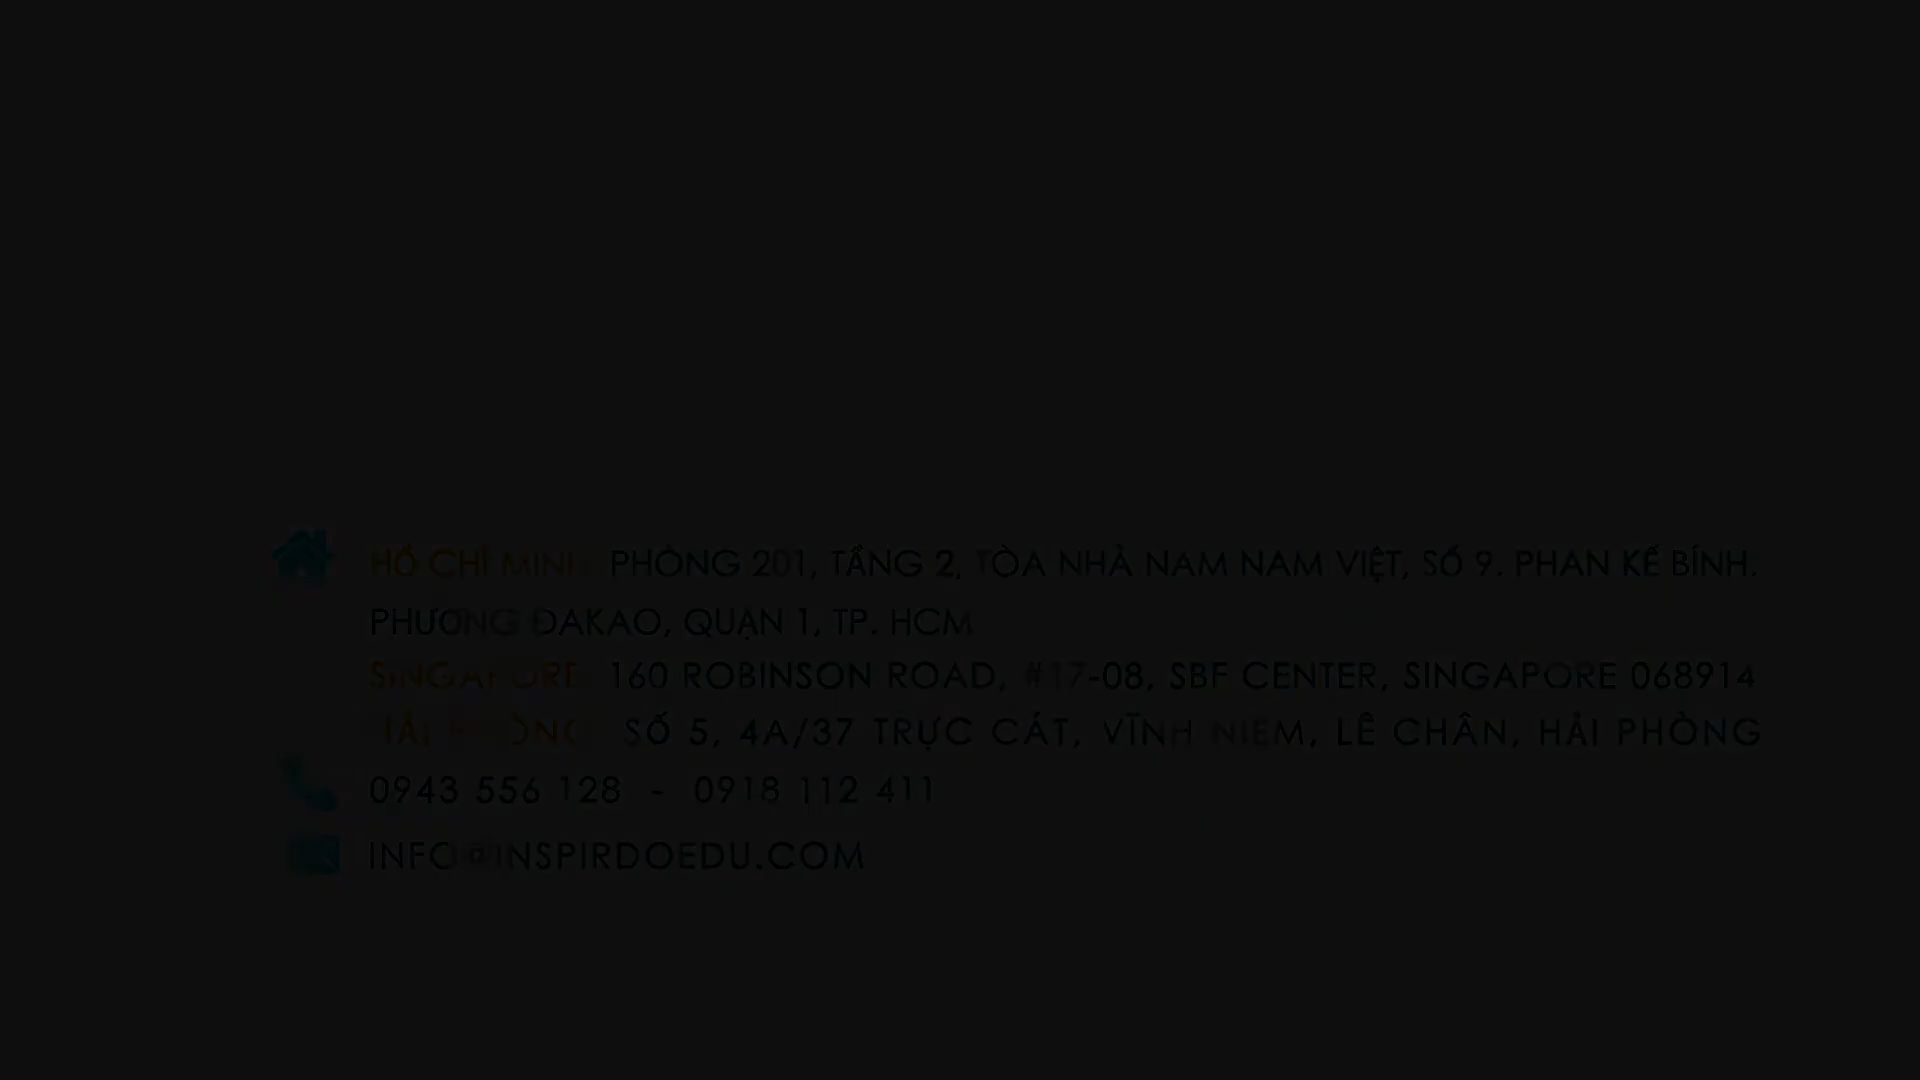 HỒ CHÍ MINH: PHÒNG 201, TẦNG 2, TÒA NHÀ NAM NAM VIỆT, SỐ 9. PHAN KẾ BÍNH.
PHƯỜNG ĐAKAO, QUẬN 1, TP. HCM
SINGAPORE: 160 ROBINSON ROAD, #17-08, SBF CENTER, SINGAPORE 068914
HẢI PHÒNG: SỐ 5, 4A/37 TRỰC CÁT, VĨNH NIỆM, LÊ CHÂN, HẢI PHÒNG
0943 556 128 - 0918 112 411
INFO@INSPIRDOEDU.COM